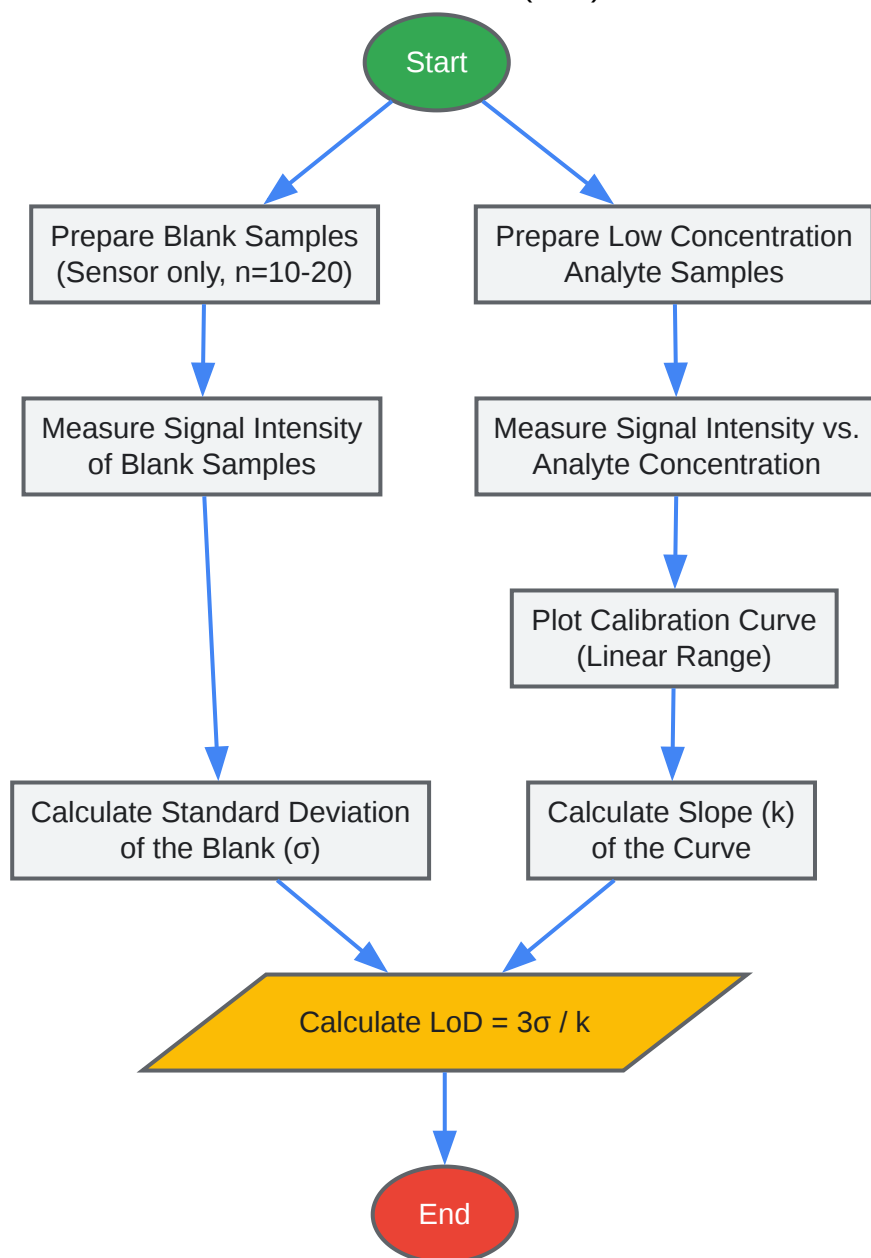 Start
Prepare Blank Samples
(Sensor only, n=10-20)
Prepare Low Concentration
Analyte Samples
Measure Signal Intensity
of Blank Samples
Measure Signal Intensity vs.
Analyte Concentration
Plot Calibration Curve
(Linear Range)
Calculate Standard Deviation
of the Blank (σ)
Calculate Slope (k)
of the Curve
Calculate LoD = 3σ / k
End